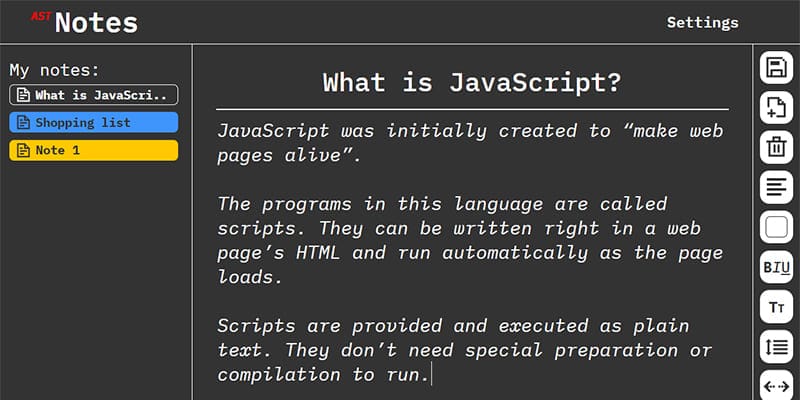 AST Notes
Settings
My notes:
What is JavaScri..
Shopping list
Note 1
What is JavaScript?
JavaScript was initially created to “make web
pages alive”.
The programs in this language are called
scripts. They can be written right in a web
page’s HTML and run automatically as the page
loads.
Scripts are provided and executed as plain
text. They don’t need special preparation or
compilation to run.
BIU
TT